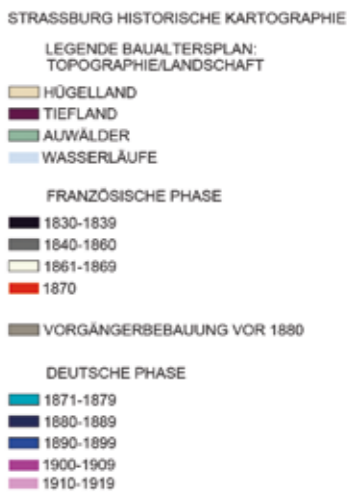 STRASSBURG HISTORISCHE KARTOGRAPHIE
LEGENDE BAUALTERSPLAN:
TOPOGRAPHIE/LANDSCHAFT
HÜGELLAND
TIEFLAND
AUWÄLDER
WASSERLÄUFE
FRANZÖSISCHE PHASE
1830-1839
1840-1860
1861-1869
1870
VORGÄNGERBEBAUUNG VOR 1880
DEUTSCHE PHASE
1871-1879
1880-1889
1890-1899
1900-1909
1910-1919